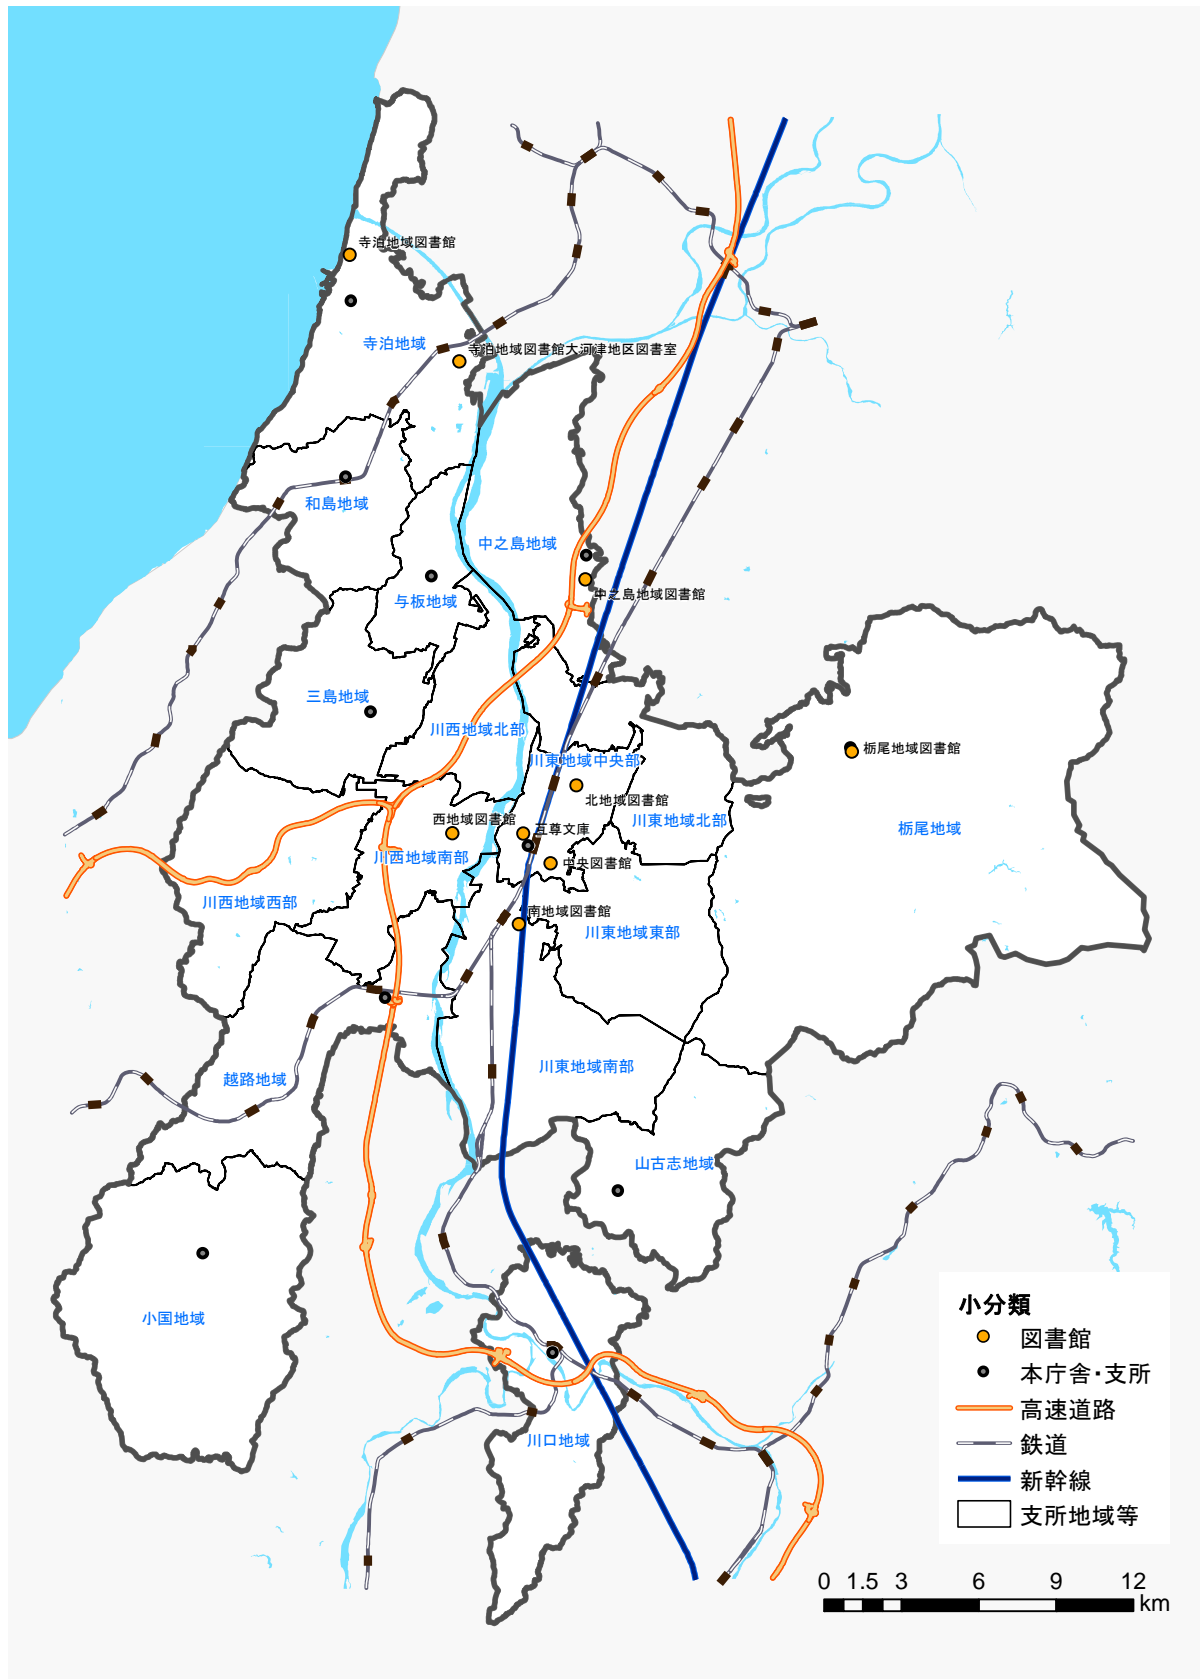 寺泊地域図書館
寺泊地域
寺泊地域図書館大河津地区図書室
和島地域
中之島地域
中之島地域図書館
与板地域
三島地域
川西地域北部
川東地域中央部
栃尾地域図書館
北地域図書館
川東地域北部
西地域図書館
互尊文庫
栃尾地域
川西地域南部
中央図書館
川西地域西部
南地域図書館
川東地域東部
川東地域南部
越路地域
山古志地域
小国地域
川口地域
小分類
図書館
本庁舎・支所
高速道路
鉄道
新幹線
支所地域等
0 1.5 3 6 9 12
km